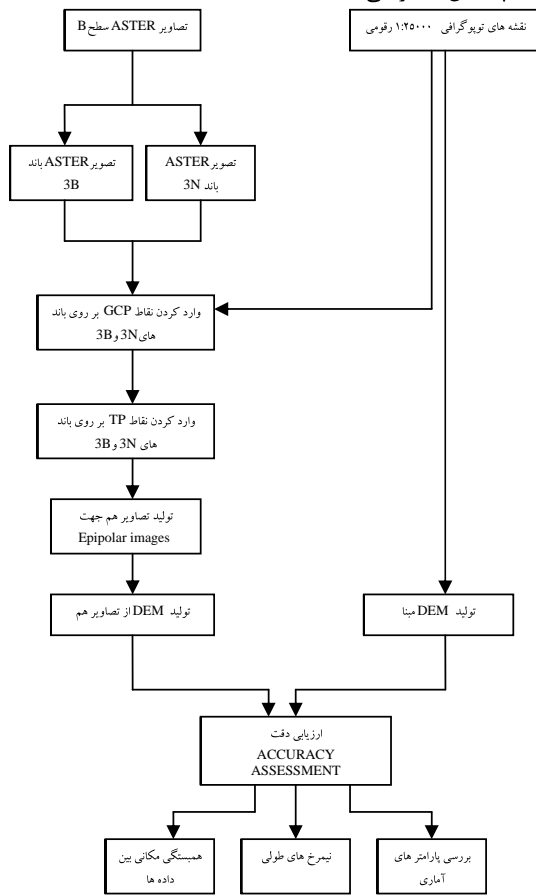 تصاویر ASTER سطح B
نقشه های توپوگرافی ۱:۲۵۰۰۰ رقومی
تصویر ASTER باند
3B
تصویر ASTER
باند 3N
وارد کردن نقاط GCP بر روی باند
های 3N و 3B
وارد کردن نقاط TP بر روی باند
های 3N و 3B
تولید تصاویر هم جهت
Epipolar images
تولید DEM از تصاویر هم
تولید DEM مبنا
ارزیابی دقت
ACCURACY
ASSESSMENT
همبستگی مکانی بین
داده ها
نیمرخ های طولی
بررسی پارامتر های
آماری